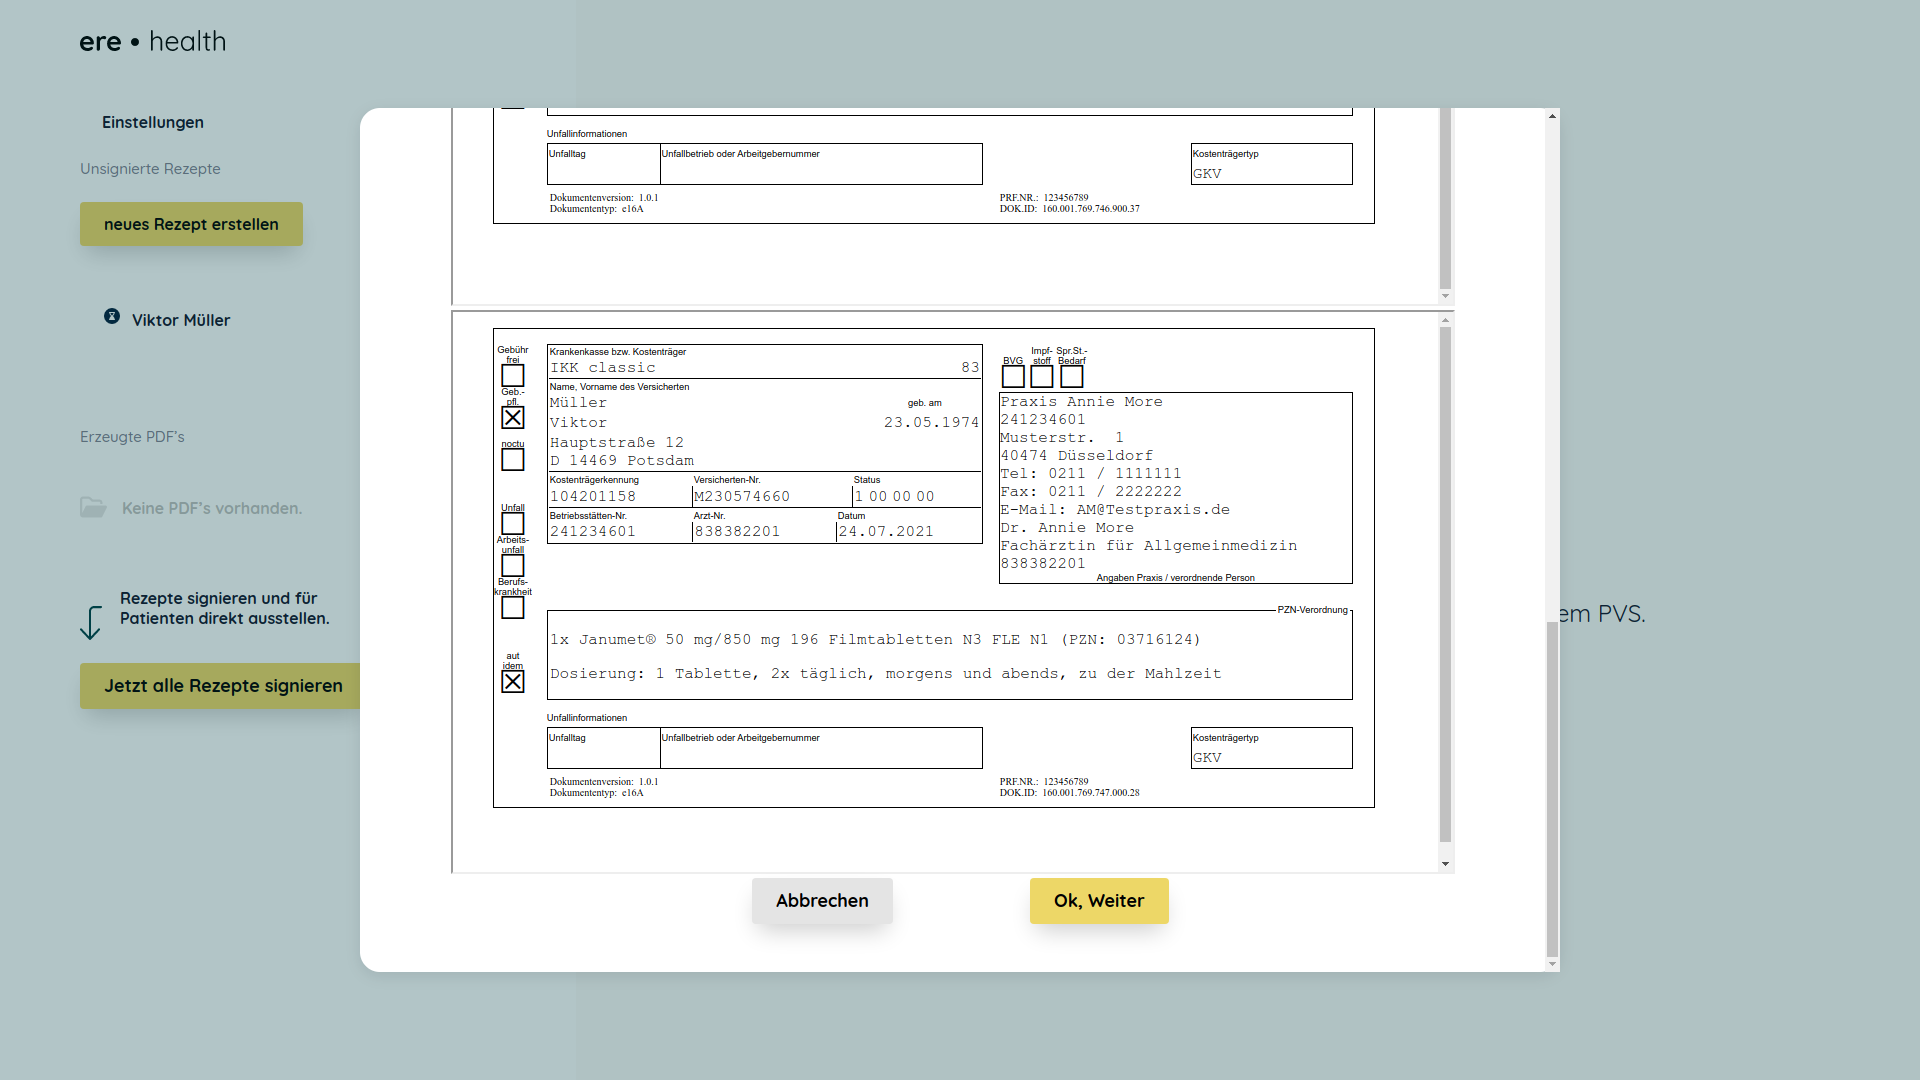 ere • health
Einstellungen
Unsignierte Rezepte
neues Rezept erstellen
Viktor Müller
Erzeugte PDF's
Keine PDF's vorhanden.
Rezepte signieren und für
Patienten direkt ausstellen.
Jetzt alle Rezepte signieren
Unfallinformationen
Unfalltag
Unfallbetrieb oder Arbeitgebernummer
Kostenträgertyp
GKV
Dokumentenversion: 1.0.1
Dokumententyp: e16A
PRF.NR.: 123456789
DOK.ID: 160.001.769.746.900.37
Gebühr
frei
Geb.-
pfl.
noctu
Unfall
Arbeits-
unfall
Berufs-
krankheit
aut
idem
Krankenkasse bzw. Kostenträger
IKK classic 83
Name, Vorname des Versicherten
Müller
geb. am
Viktor 23.05.1974
Hauptstraße 12
D 14469 Potsdam
Kostenträgerkennung Versicherten-Nr. Status
104201158 M230574660 1 00 00 00
Betriebsstätten-Nr. Arzt-Nr. Datum
241234601 838382201 24.07.2021
BVG
Impf-
stoff
Spr.St.-
Bedarf
Praxis Annie More
241234601
Musterstr. 1
40474 Düsseldorf
Tel: 0211 / 1111111
Fax: 0211 / 2222222
E-Mail: AM@Testpraxis.de
Dr. Annie More
Fachärztin für Allgemeinmedizin
838382201
Angaben Praxis / verordnende Person
PZN-Verordnung
1x Janumet® 50 mg/850 mg 196 Filmtabletten N3 FLE N1 (PZN: 03716124)
Dosierung: 1 Tablette, 2x täglich, morgens und abends, zu der Mahlzeit
Unfallinformationen
Unfalltag
Unfallbetrieb oder Arbeitgebernummer
Kostenträgertyp
GKV
Dokumentenversion: 1.0.1
Dokumententyp: e16A
PRF.NR.: 123456789
DOK.ID: 160.001.769.747.000.28
Abbrechen
Ok, Weiter
em PVS.